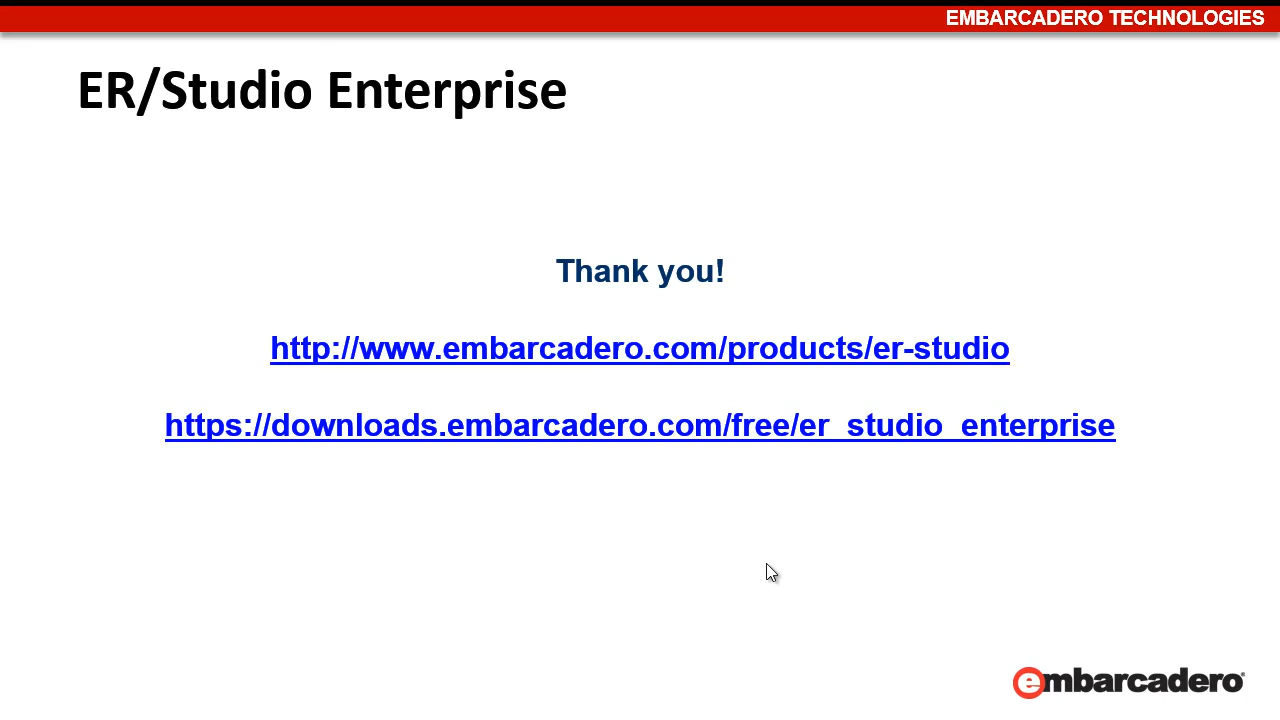 EMBARCADERO TECHNOLOGIES
ER/Studio Enterprise
Thank you!
http://www.embarcadero.com/products/er-studio
https://downloads.embarcadero.com/free/er_studio_enterprise
embarcadero®